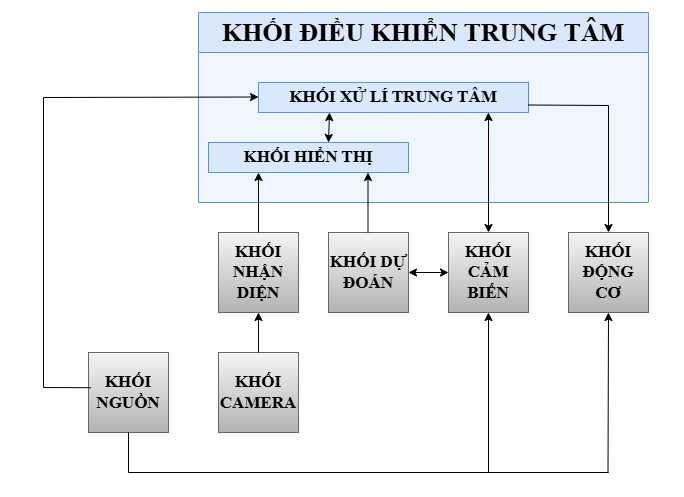 KHỐI ĐIỀU KHIỂN TRUNG TÂM
KHỐI XỬ LÍ TRUNG TÂM
KHỐI HIỂN THỊ
KHỐI
NHẬN
DIỆN
KHỐI DỰ
ĐOÁN
KHỐI
CẢM
BIẾN
KHỐI
ĐỘNG
CƠ
KHỐI
NGUỒN
KHỐI
CAMERA